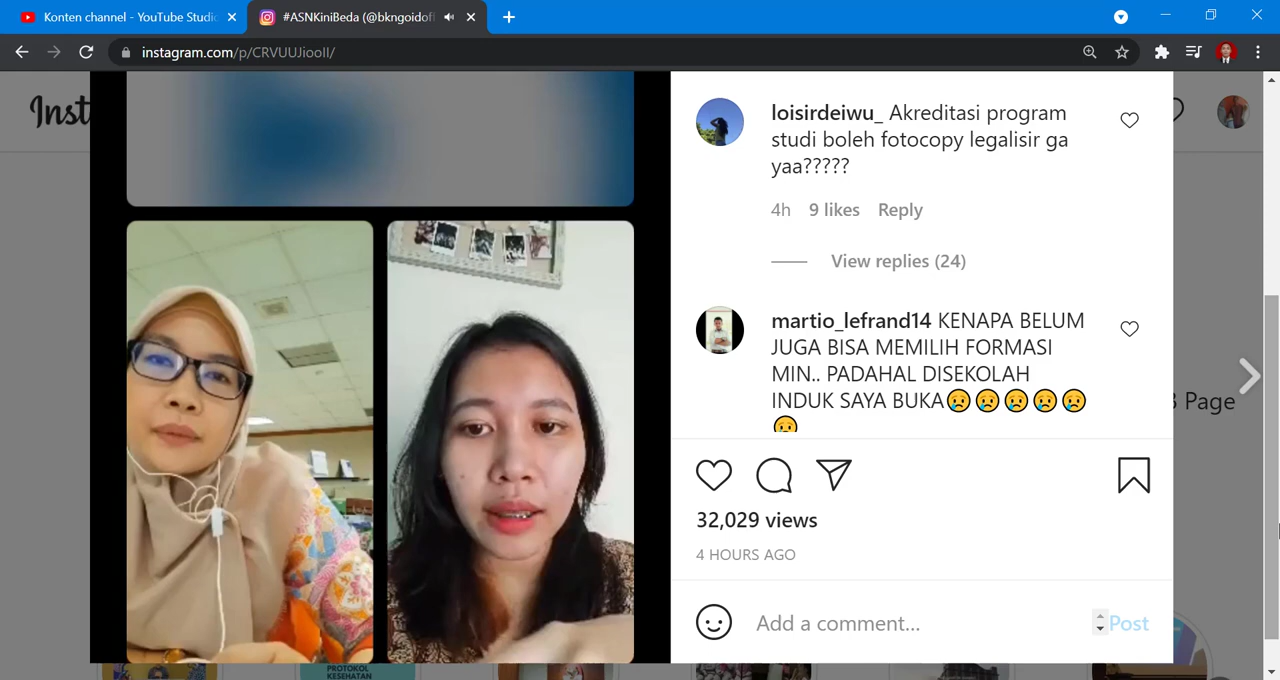 Konten channel - YouTube Studio
#ASNKiniBeda (@bkngoidofi
instagram.com/p/CRVUUJiooII/
Inst
loisirdeiwu_ Akreditasi program
studi boleh fotocopy legalisir ga
yaa?????
4h 9 likes Reply
View replies (24)
martio_lefrand14 KENAPA BELUM
JUGA BISA MEMILIH FORMASI
MIN.. PADAHAL DISEKOLAH
INDUK SAYA BUKA😥😥😥😥😥
😥
Page
32,029 views
4 HOURS AGO
Add a comment... Post
PROTOKOL
KESEHATAN